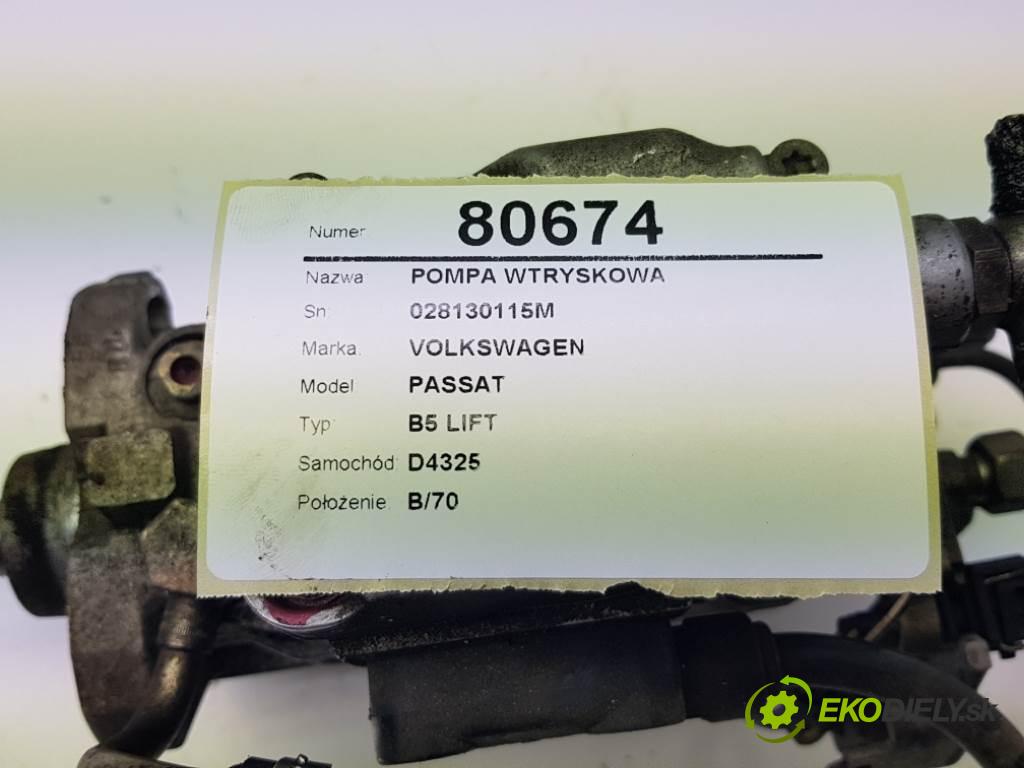 Numer 80674
Nazwa: POMPA WTRYSKOWA
Sn: 028130115M
Marka: VOLKSWAGEN
Model PASSAT
Typ: B5 LIFT
Samochód: D4325
Położenie: B/70
EKODIELY.sk